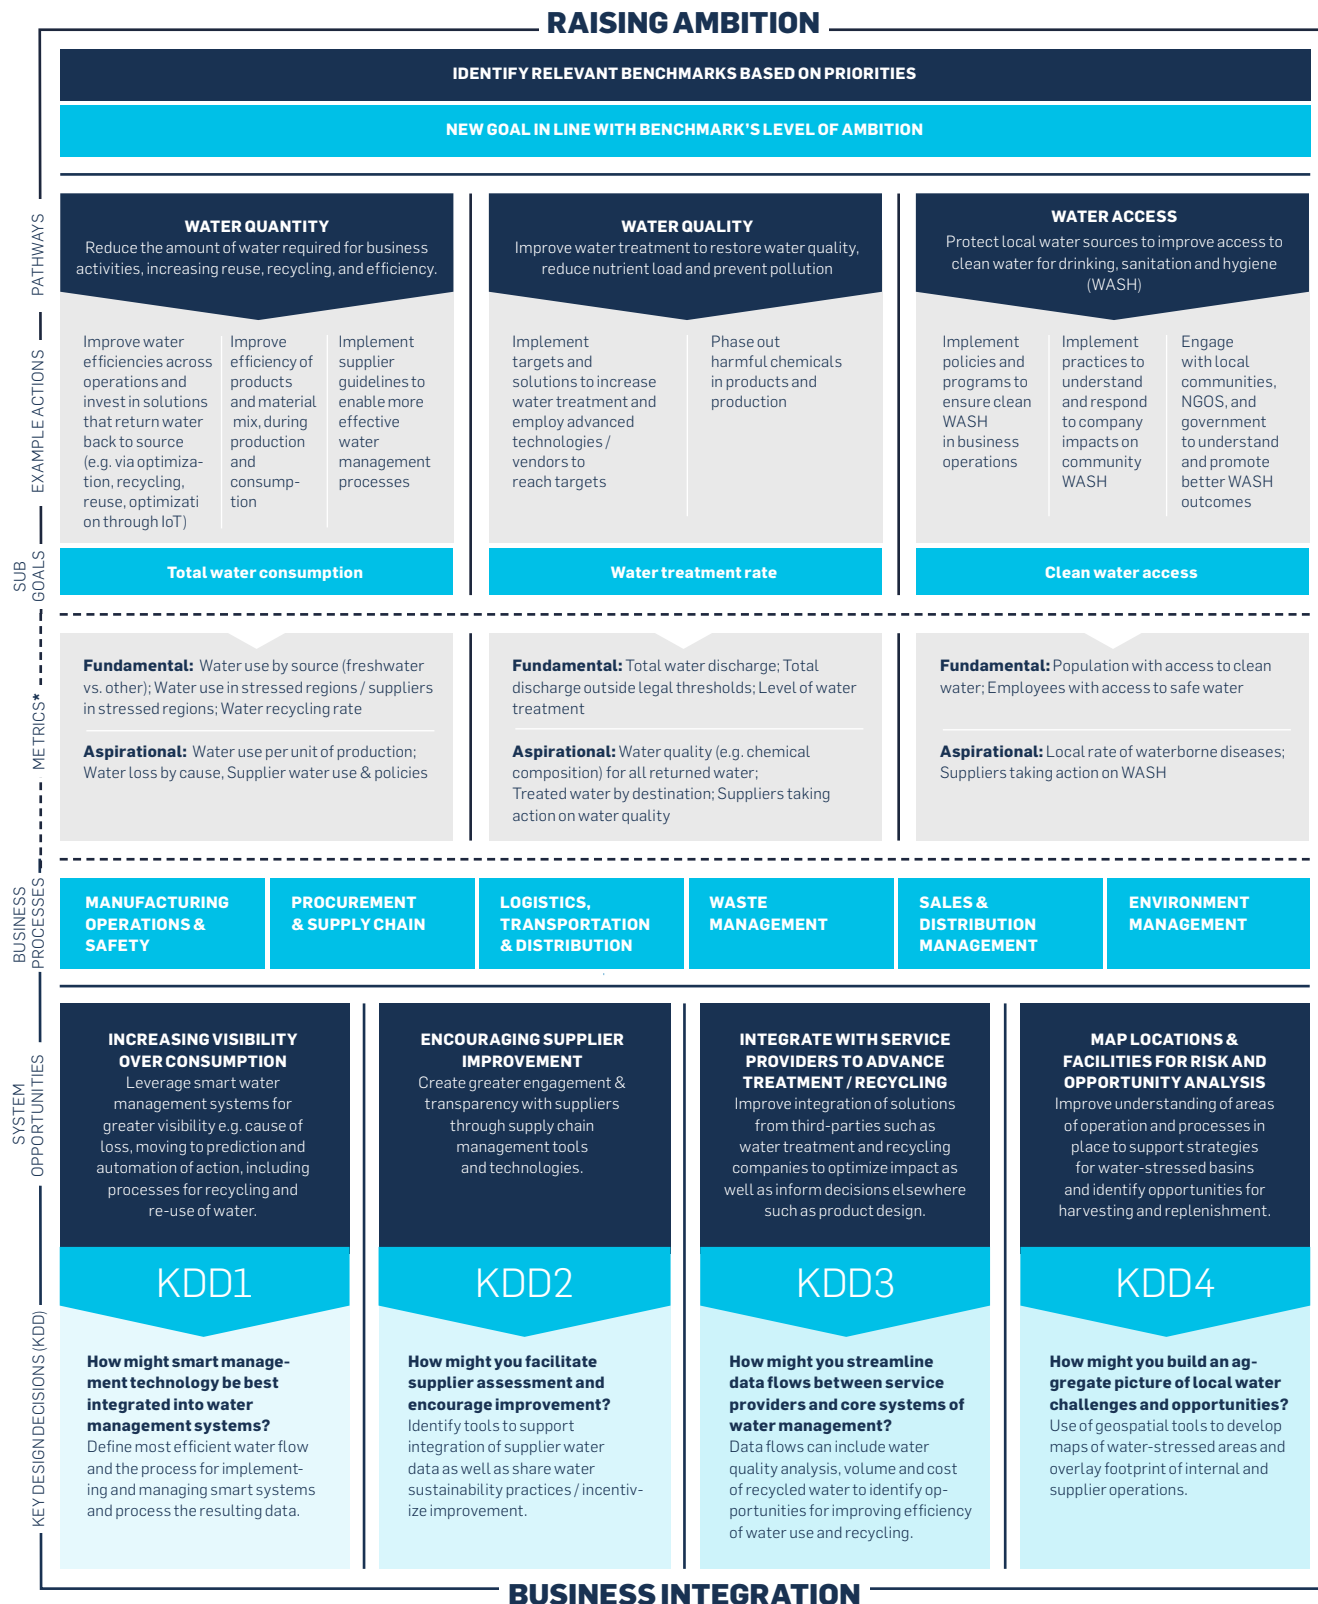 RAISING AMBITION
IDENTIFY RELEVANT BENCHMARKS BASED ON PRIORITIES
NEW GOAL IN LINE WITH BENCHMARK'S LEVEL OF AMBITION
PATHWAYS
WATER QUANTITY
Reduce the amount of water required for business
activities, increasing reuse, recycling, and efficiency.
WATER QUALITY
Improve water treatment to restore water quality,
reduce nutrient load and prevent pollution
WATER ACCESS
Protect local water sources to improve access to
clean water for drinking, sanitation and hygiene
(WASH)
EXAMPLE ACTIONS
Improve water
efficiencies across
operations and
invest in solutions
that return water
back to source
(e.g. via optimiza-
tion, recycling,
reuse, optimizati
on through IoT)
Improve
efficiency of
products
and material
mix, during
production
and
consump-
tion
Implement
supplier
guidelines to
enable more
effective
water
management
processes
Implement
targets and
solutions to increase
water treatment and
employ advanced
technologies /
vendors to
reach targets
Phase out
harmful chemicals
in products and
production
Implement
policies and
programs to
ensure clean
WASH
in business
operations
Implement
practices to
understand
and respond
to company
impacts on
community
WASH
Engage
with local
communities,
NGOS, and
government
to understand
and promote
better WASH
outcomes
SUB
GOALS
Total water consumption
Water treatment rate
Clean water access
METRICS*
Fundamental: Water use by source (freshwater
vs. other); Water use in stressed regions / suppliers
in stressed regions; Water recycling rate
Aspirational: Water use per unit of production;
Water loss by cause, Supplier water use & policies
Fundamental: Total water discharge; Total
discharge outside legal thresholds; Level of water
treatment
Aspirational: Water quality (e.g. chemical
composition) for all returned water;
Treated water by destination; Suppliers taking
action on water quality
Fundamental: Population with access to clean
water; Employees with access to safe water
Aspirational: Local rate of waterborne diseases;
Suppliers taking action on WASH
BUSINESS
PROCESSES
MANUFACTURING
OPERATIONS &
SAFETY
PROCUREMENT
& SUPPLY CHAIN
LOGISTICS,
TRANSPORTATION
& DISTRIBUTION
WASTE
MANAGEMENT
SALES &
DISTRIBUTION
MANAGEMENT
ENVIRONMENT
MANAGEMENT
SYSTEM
OPPORTUNITIES
INCREASING VISIBILITY
OVER CONSUMPTION
Leverage smart water
management systems for
greater visibility e.g. cause of
loss, moving to prediction and
automation of action, including
processes for recycling and
re-use of water.
ENCOURAGING SUPPLIER
IMPROVEMENT
Create greater engagement &
transparency with suppliers
through supply chain
management tools
and technologies.
INTEGRATE WITH SERVICE
PROVIDERS TO ADVANCE
TREATMENT / RECYCLING
Improve integration of solutions
from third-parties such as
water treatment and recycling
companies to optimize impact as
well as inform decisions elsewhere
such as product design.
MAP LOCATIONS &
FACILITIES FOR RISK AND
OPPORTUNITY ANALYSIS
Improve understanding of areas
of operation and processes in
place to support strategies
for water-stressed basins
and identify opportunities for
harvesting and replenishment.
KEY DESIGN DECISIONS (KDD)
KDD1
How might smart manage-
ment technology be best
integrated into water
management systems?
Define most efficient water flow
and the process for implement-
ing and managing smart systems
and process the resulting data.
KDD2
How might you facilitate
supplier assessment and
encourage improvement?
Identify tools to support
integration of supplier water
data as well as share water
sustainability practices / incentiv-
ize improvement.
KDD3
How might you streamline
data flows between service
providers and core systems of
water management?
Data flows can include water
quality analysis, volume and cost
of recycled water to identify op-
portunities for improving efficiency
of water use and recycling.
KDD4
How might you build an ag-
gregate picture of local water
challenges and opportunities?
Use of geospatial tools to develop
maps of water-stressed areas and
overlay footprint of internal and
supplier operations.
BUSINESS INTEGRATION